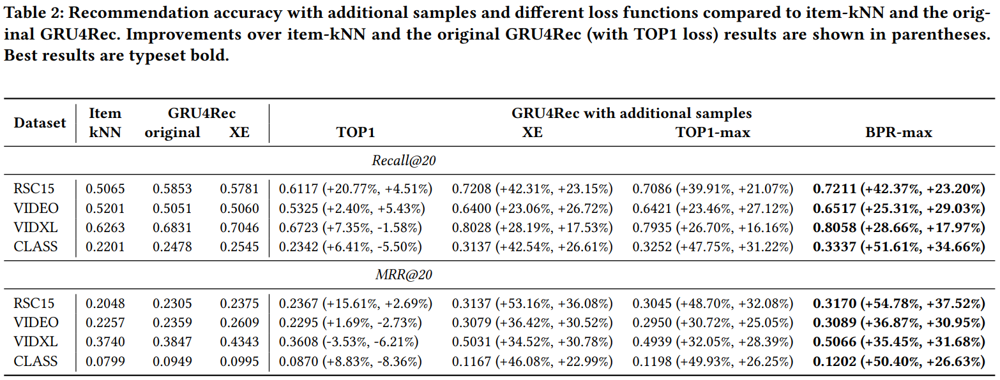 Table 2: Recommendation accuracy with additional samples and different loss functions compared to item-kNN and the orig-
inal GRU4Rec. Improvements over item-kNN and the original GRU4Rec (with TOP1 loss) results are shown in parentheses.
Best results are typeset bold.
Item GRU4Rec GRU4Rec with additional samples
Dataset
kNN original XE TOP1 XE TOP1-max BPR-max
Recall@20
RSC15 0.5065 0.5853 0.5781 0.6117 (+20.77%, +4.51%) 0.7208 (+42.31%, +23.15%) 0.7086 (+39.91%, +21.07%) 0.7211 (+42.37%, +23.20%)
VIDEO 0.5201 0.5051 0.5060 0.5325 (+2.40%, +5.43%) 0.6400 (+23.06%, +26.72%) 0.6421 (+23.46%, +27.12%) 0.6517 (+25.31%, +29.03%)
VIDXL 0.6263 0.6831 0.7046 0.6723 (+7.35%, -1.58%) 0.8028 (+28.19%, +17.53%) 0.7935 (+26.70%, +16.16%) 0.8058 (+28.66%, +17.97%)
CLASS 0.2201 0.2478 0.2545 0.2342 (+6.41%, -5.50%) 0.3137 (+42.54%, +26.61%) 0.3252 (+47.75%, +31.22%) 0.3337 (+51.61%, +34.66%)
MRR@20
RSC15 0.2048 0.2305 0.2375 0.2367 (+15.61%, +2.69%) 0.3137 (+53.16%, +36.08%) 0.3045 (+48.70%, +32.08%) 0.3170 (+54.78%, +37.52%)
VIDEO 0.2257 0.2359 0.2609 0.2295 (+1.69%, -2.73%) 0.3079 (+36.42%, +30.52%) 0.2950 (+30.72%, +25.05%) 0.3089 (+36.87%, +30.95%)
VIDXL 0.3740 0.3847 0.4343 0.3608 (-3.53%, -6.21%) 0.5031 (+34.52%, +30.78%) 0.4939 (+32.05%, +28.39%) 0.5066 (+35.45%, +31.68%)
CLASS 0.0799 0.0949 0.0995 0.0870 (+8.83%, -8.36%) 0.1167 (+46.08%, +22.99%) 0.1198 (+49.93%, +26.25%) 0.1202 (+50.40%, +26.63%)